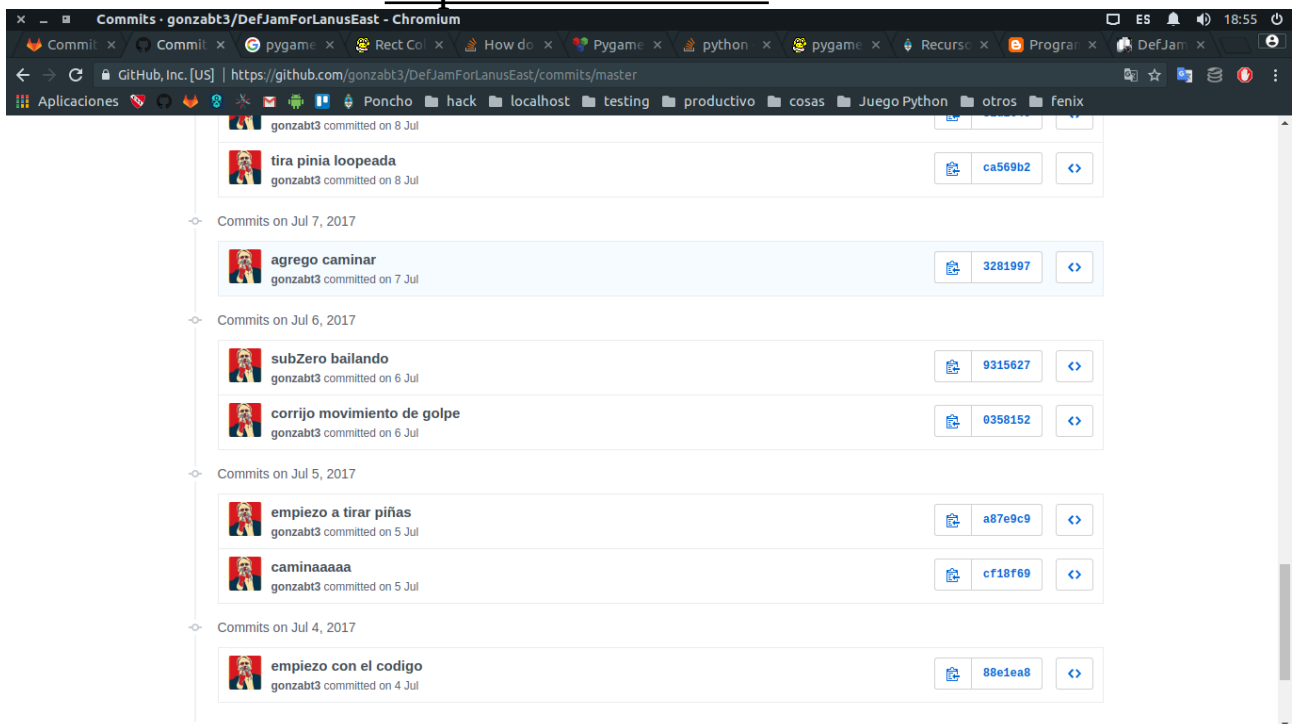 Commits · gonzabt3/DefJamForLanusEast - Chromium
ES 18:55
Commit Commit pygame Rect Col How do Pygame python pygame Recurso Program DefJam
GitHub, Inc. [US] | https://github.com/gonzabt3/DefJamForLanusEast/commits/master
Aplicaciones Poncho hack localhost testing productivo cosas Juego Python otros fenix
gonzabt3 committed on 8 Jul
tira pinia loopeada
gonzabt3 committed on 8 Jul
ca569b2
Commits on Jul 7, 2017
agrego caminar
gonzabt3 committed on 7 Jul
3281997
Commits on Jul 6, 2017
subZero bailando
gonzabt3 committed on 6 Jul
9315627
corrijo movimiento de golpe
gonzabt3 committed on 6 Jul
0358152
Commits on Jul 5, 2017
empiezo a tirar piñas
gonzabt3 committed on 5 Jul
a87e9c9
caminaaaaa
gonzabt3 committed on 5 Jul
cf18f69
Commits on Jul 4, 2017
empiezo con el codigo
gonzabt3 committed on 4 Jul
88e1ea8